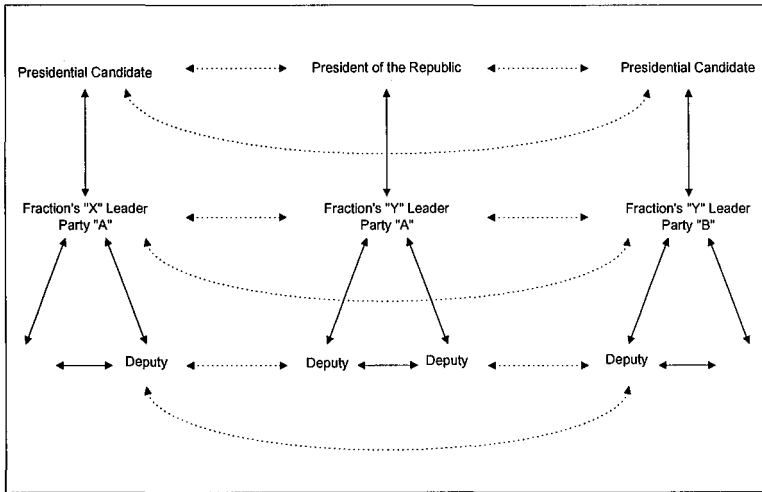 Presidential Candidate
President of the Republic
Presidential Candidate
Fraction's "X" Leader
Party "A"
Fraction's "Y" Leader
Party "A"
Fraction's "Y" Leader
Party "B"
Deputy
Deputy
Deputy
Deputy